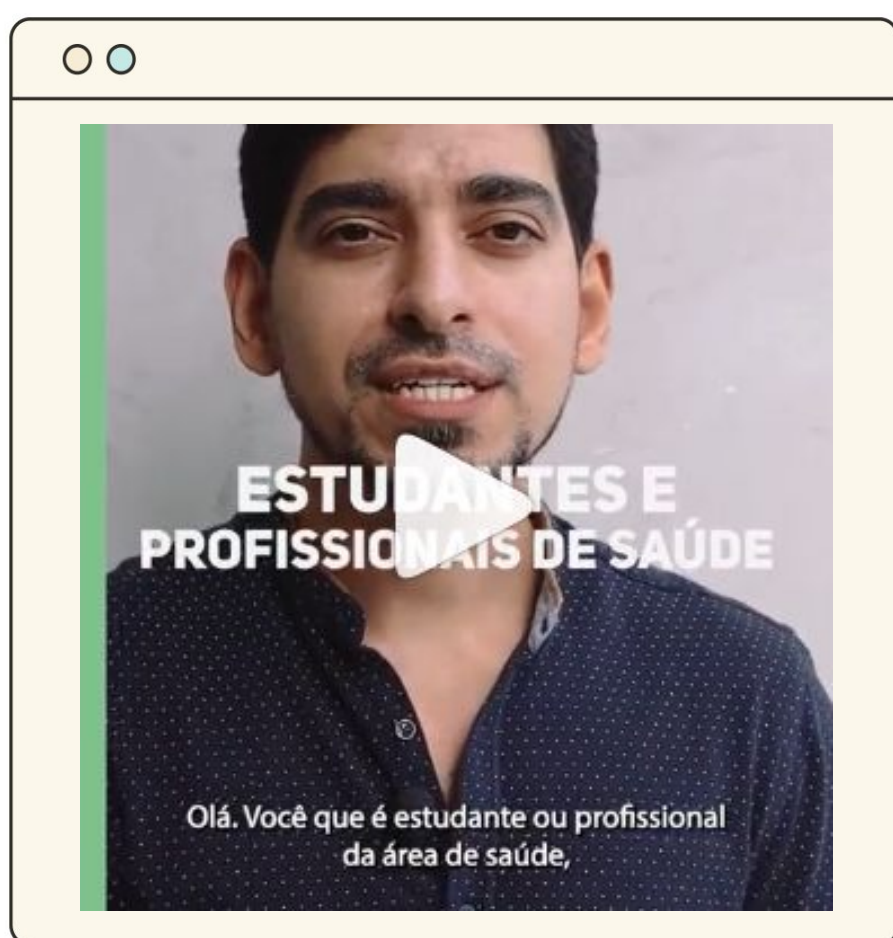 ESTUDANTES E
PROFISSIONAIS DE SAÚDE
Olá. Você que é estudante ou profissional
da área de saúde,